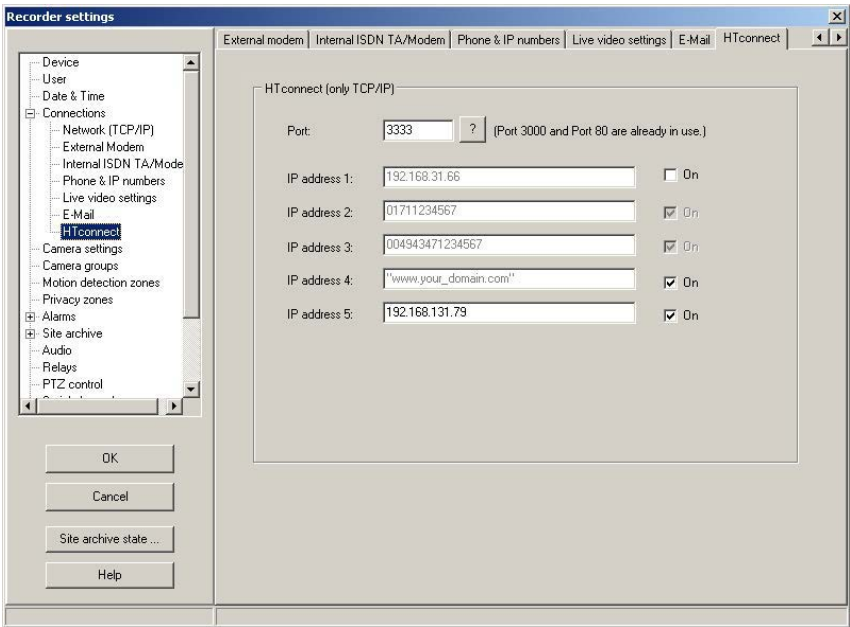 Recorder settings
External modem Internal ISDN TA/Modem Phone & IP numbers Live video settings E-Mail HTconnect
Device
User
Date & Time
Connections
Network (TCP/IP)
External Modem
Internal ISDN TA/Mode
Phone & IP numbers
Live video settings
E-Mail
HTconnect
Camera settings
Camera groups
Motion detection zones
Privacy zones
Alarms
Site archive
Audio
Relays
PTZ control
OK
Cancel
Site archive state ...
Help
HTconnect (only TCP/IP)
Port: 3333 ? (Port 3000 and Port 80 are already in use.)
IP address 1: 192.168.31.66 On
IP address 2: 01711234567 On
IP address 3: 004943471234567 On
IP address 4: "www.your_domain.com" On
IP address 5: 192.168.131.79 On